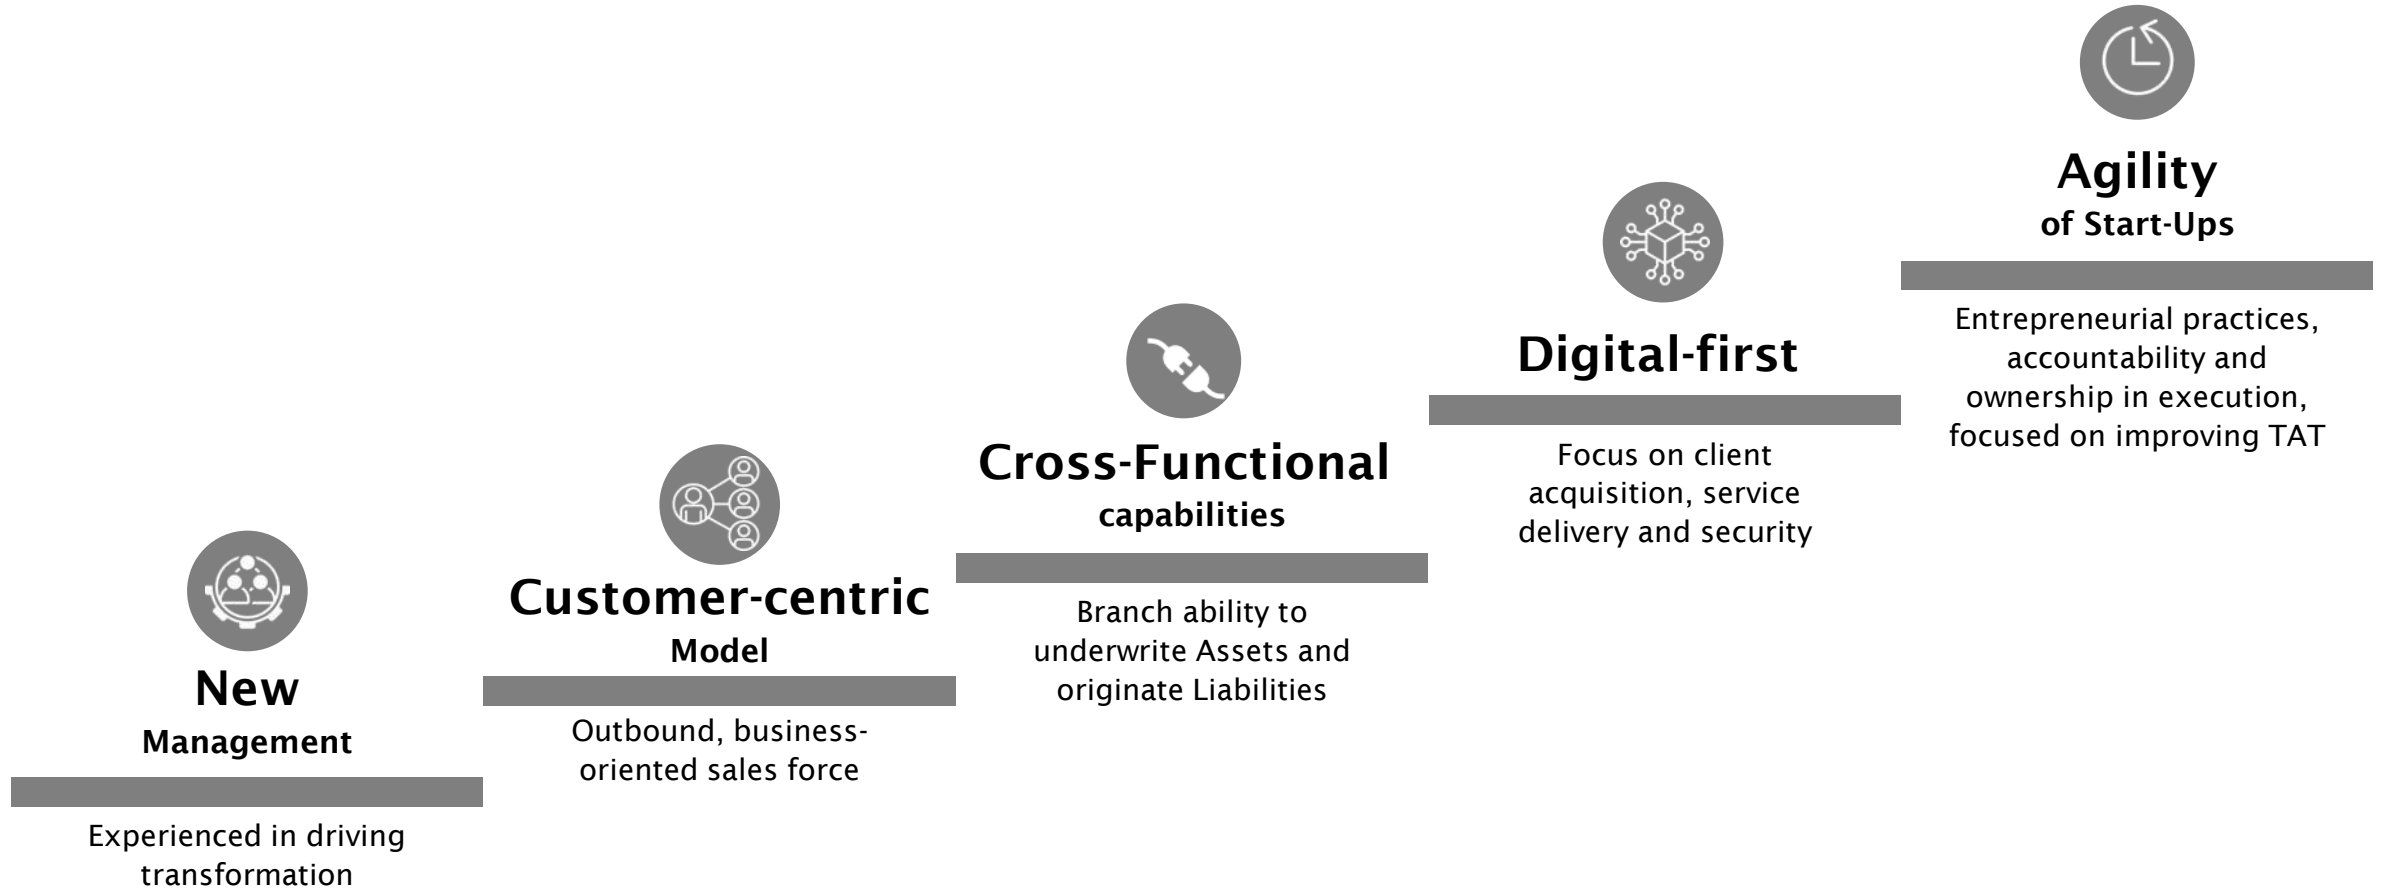 New
Management
Experienced in driving
transformation
Customer-centric
Model
Outbound, business-
oriented sales force
Cross-Functional
capabilities
Branch ability to
underwrite Assets and
originate Liabilities
Digital-first
Focus on client
acquisition, service
delivery and security
Agility
of Start-Ups
Entrepreneurial practices,
accountability and
ownership in execution,
focused on improving TAT